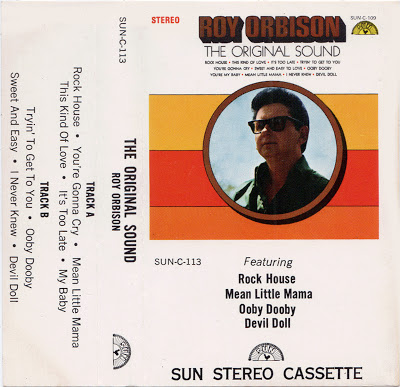 SUN-C-113
TRACK A
Rock House • You're Gonna Cry • Mean Little Mama
This Kind Of Love • It's Too Late • My Baby
TRACK B
Tryin' To Get To You • Ooby Dooby
Sweet And Easy • I Never Knew • Devil Doll
THE ORIGINAL SOUND
ROY ORBISON
SUN
STEREO
ROY ORBISON
SUN-C-109
SUN
THE ORIGINAL SOUND
ROCK HOUSE • THIS KIND OF LOVE • IT'S TOO LATE • TRYIN' TO GET TO YOU
YOU'RE GONNA CRY • SWEET AND EASY TO LOVE • OOBY DOOBY
YOU'RE MY BABY • MEAN LITTLE MAMA • I NEVER KNEW • DEVIL DOLL
SUN-C-113
Featuring
Rock House
Mean Little Mama
Ooby Dooby
Devil Doll
SUN
SUN STEREO CASSETTE